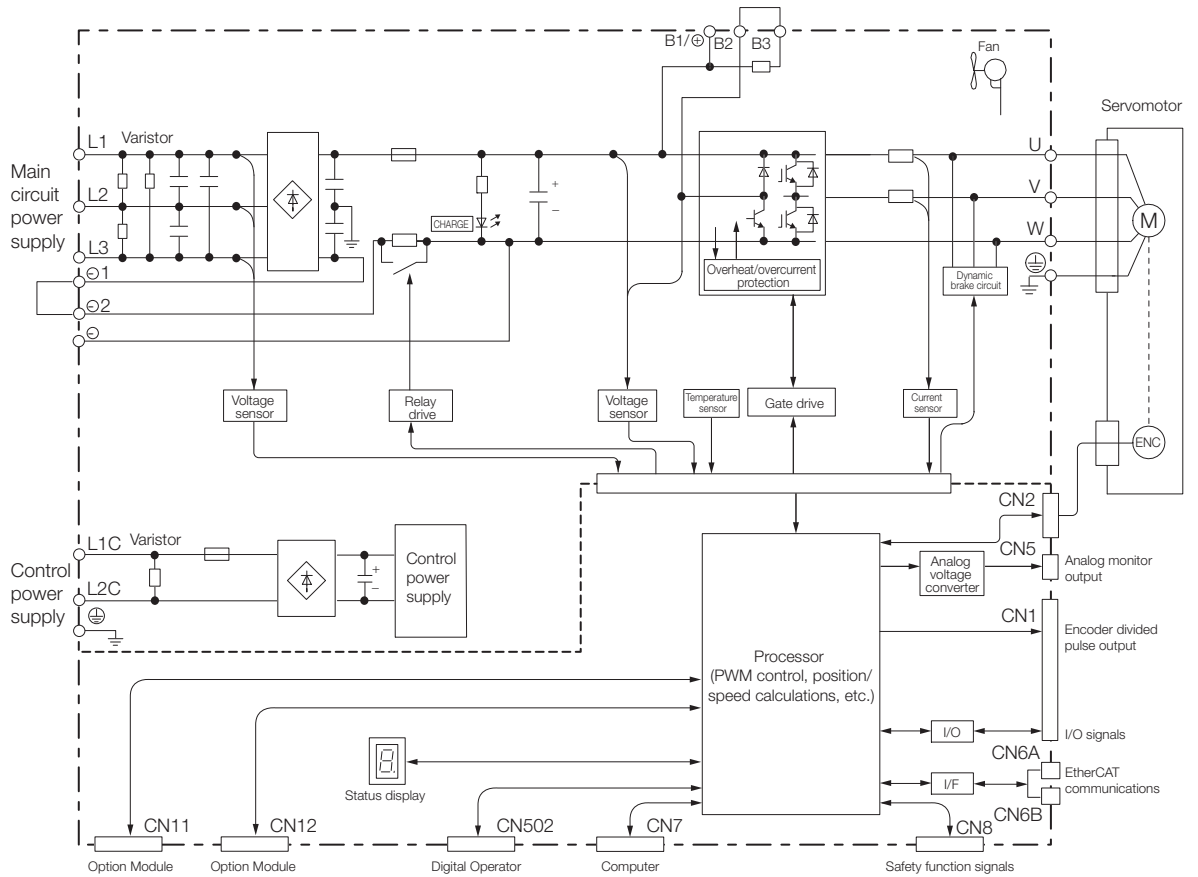 B1/⊕ B2 B3
Fan
Servomotor
Main
circuit
power
supply
L1
Varistor
L2
L3
⊖1
⊖2
⊖
CHARGE
+
–
Overheat/overcurrent
protection
U
V
W
M
Dynamic
brake circuit
Voltage
sensor
Relay
drive
Voltage
sensor
Temperature
sensor
Gate drive
Current
sensor
ENC
Control
power
supply
L1C
Varistor
L2C
+
–
Control
power
supply
CN2
CN5
Analog
voltage
converter
Analog monitor
output
CN1
Encoder divided
pulse output
Processor
(PWM control, position/
speed calculations, etc.)
I/O
I/O signals
CN6A
I/F
EtherCAT
communications
CN6B
8.
Status display
CN11
Option Module
CN12
Option Module
CN502
Digital Operator
CN7
Computer
CN8
Safety function signals